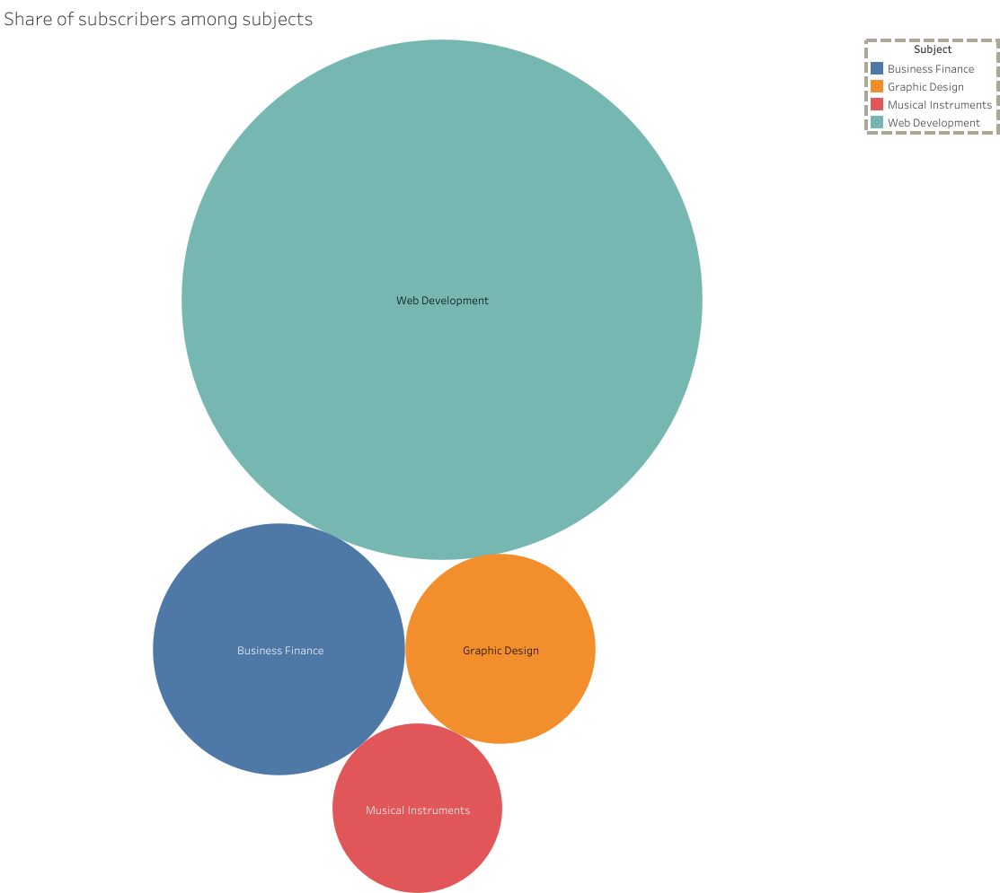 Share of subscribers among subjects
Subject
Business Finance
Graphic Design
Musical Instruments
Web Development
Web Development
Business Finance
Graphic Design
Musical Instruments